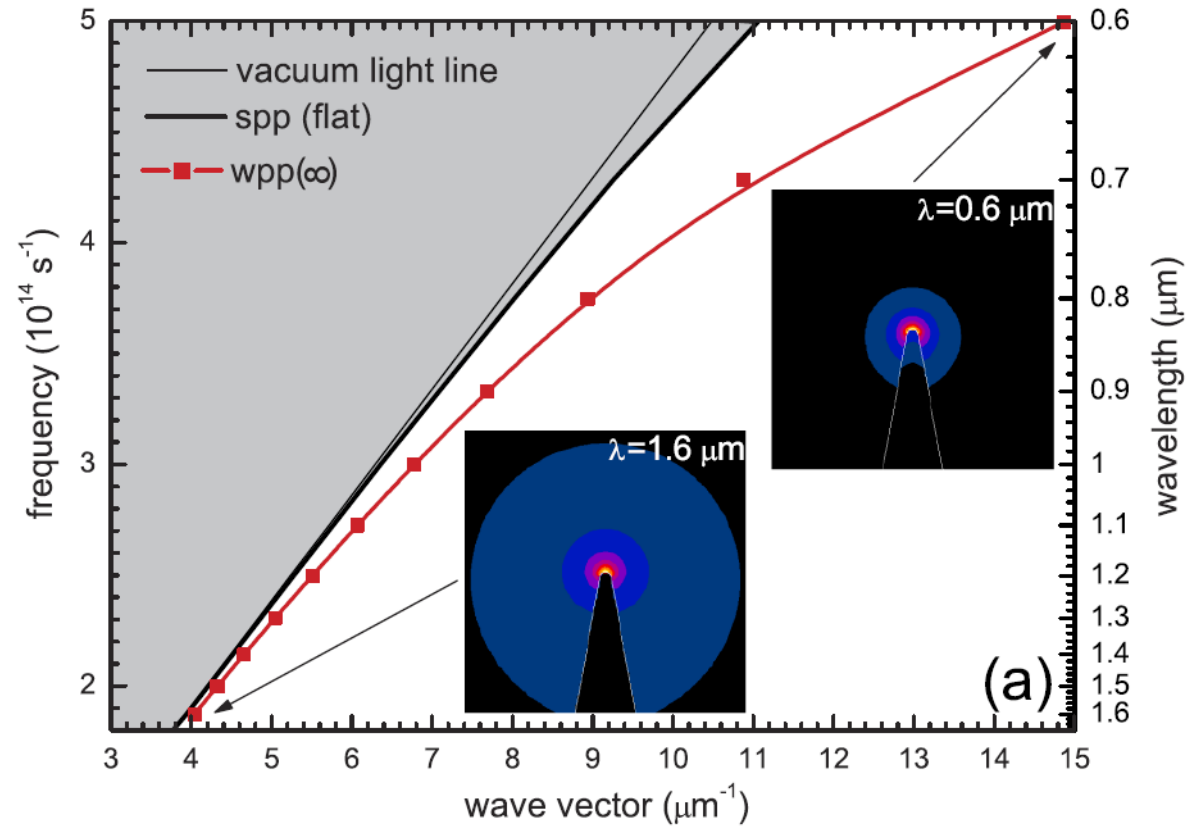 vacuum light line
spp (flat)
wpp(∞)
λ=0.6 μm
λ=1.6 μm
(a)
5
4
3
2
frequency (10¹⁴ s⁻¹)
0.6
0.7
0.8
0.9
1
1.1
1.2
1.3
1.4
1.5
1.6
wavelength (μm)
3 4 5 6 7 8 9 10 11 12 13 14 15
wave vector (μm⁻¹)